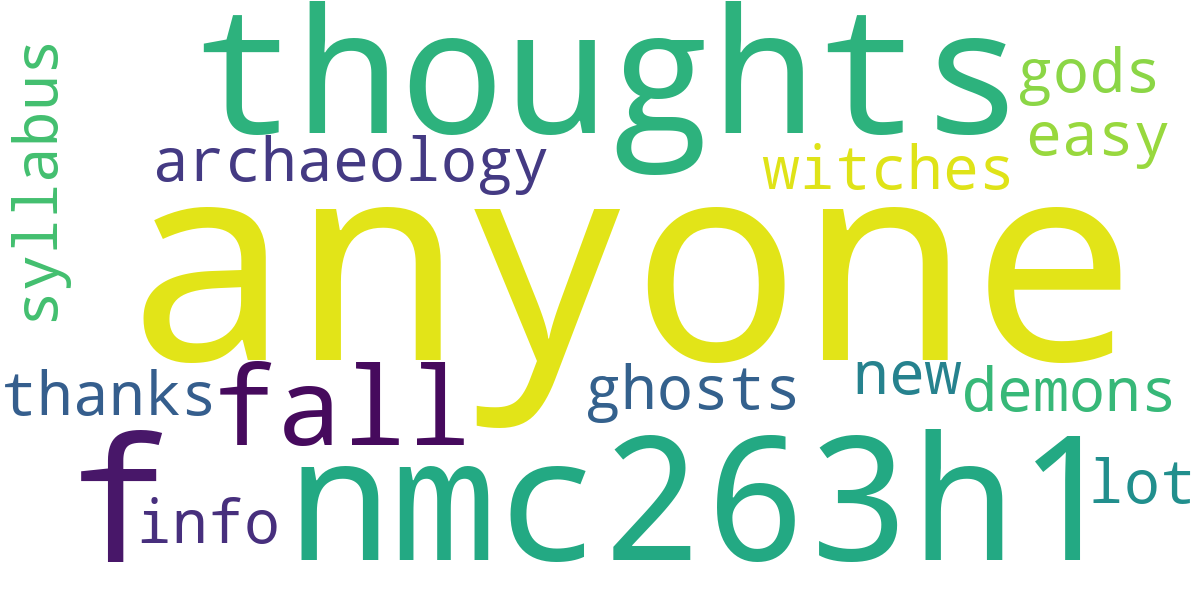 thoughts
gods
easy
syllabus
archaeology
witches
anyone
thanks
fall
ghosts
new
demons
f
info
nmc263h1
lot